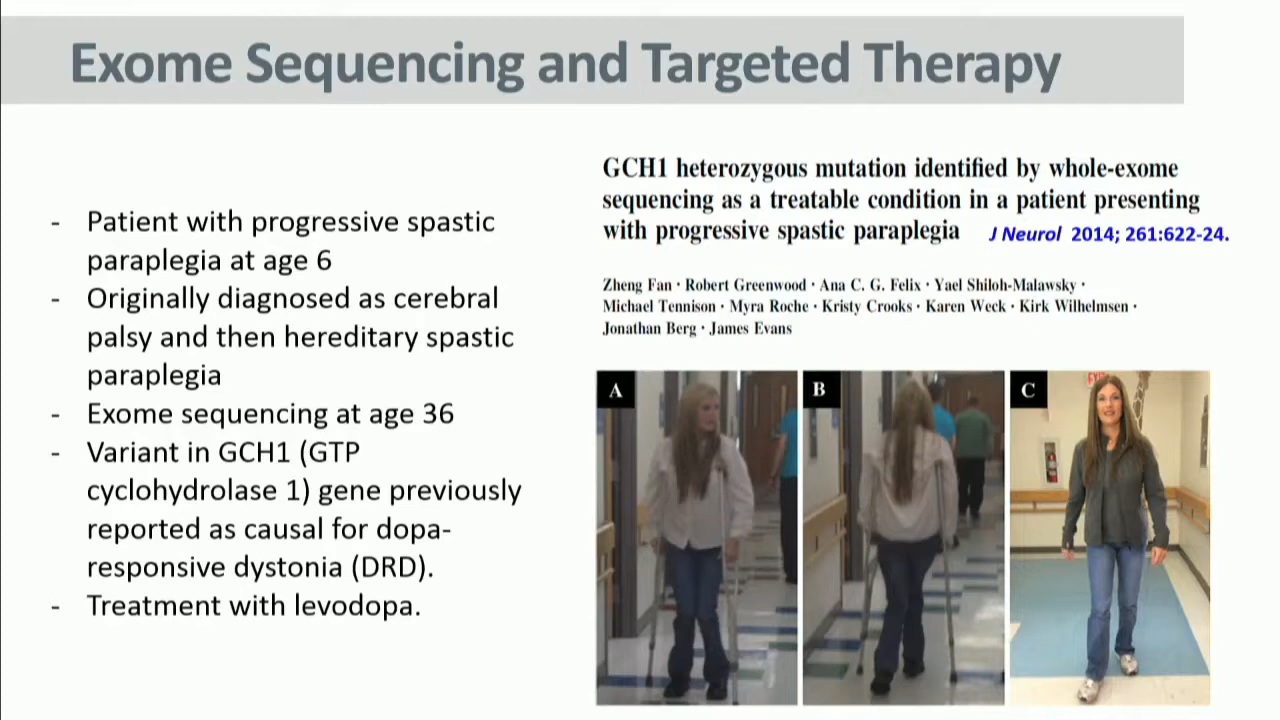 Exome Sequencing and Targeted Therapy
- Patient with progressive spastic
paraplegia at age 6
- Originally diagnosed as cerebral
palsy and then hereditary spastic
paraplegia
- Exome sequencing at age 36
- Variant in GCH1 (GTP
cyclohydrolase 1) gene previously
reported as causal for dopa-
responsive dystonia (DRD).
- Treatment with levodopa.
GCH1 heterozygous mutation identified by whole-exome
sequencing as a treatable condition in a patient presenting
with progressive spastic paraplegia J Neurol 2014; 261:622-24.
Zheng Fan · Robert Greenwood · Ana C. G. Felix · Yael Shiloh-Malawsky ·
Michael Tennison · Myra Roche · Kristy Crooks · Karen Weck · Kirk Wilhelmsen ·
Jonathan Berg · James Evans
A B C